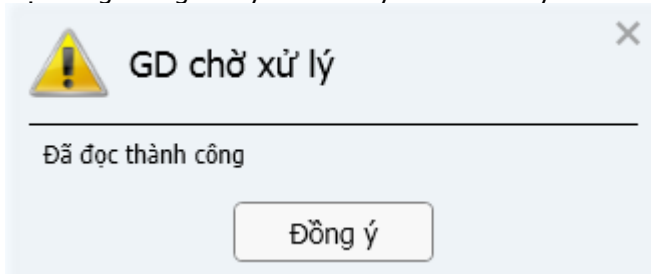 GD chờ xử lý
Đã đọc thành công
Đồng ý